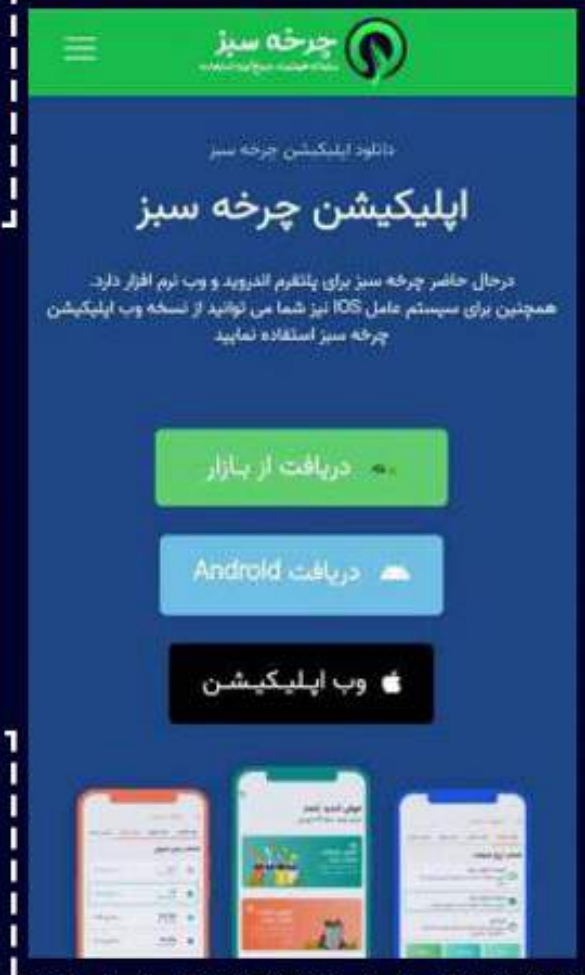 چرخه سبز
دانلود اپلیکیشن چرخه سبز
اپلیکیشن چرخه سبز
درحال حاضر چرخه سبز برای پلتفرم اندروید و وب نرم افزار دارد.
همچنین برای سیستم عامل IOS نیز شما می توانید از نسخه وب اپلیکیشن
چرخه سبز استفاده نمایید
دریافت از بازار
دریافت Android
وب اپلیکیشن